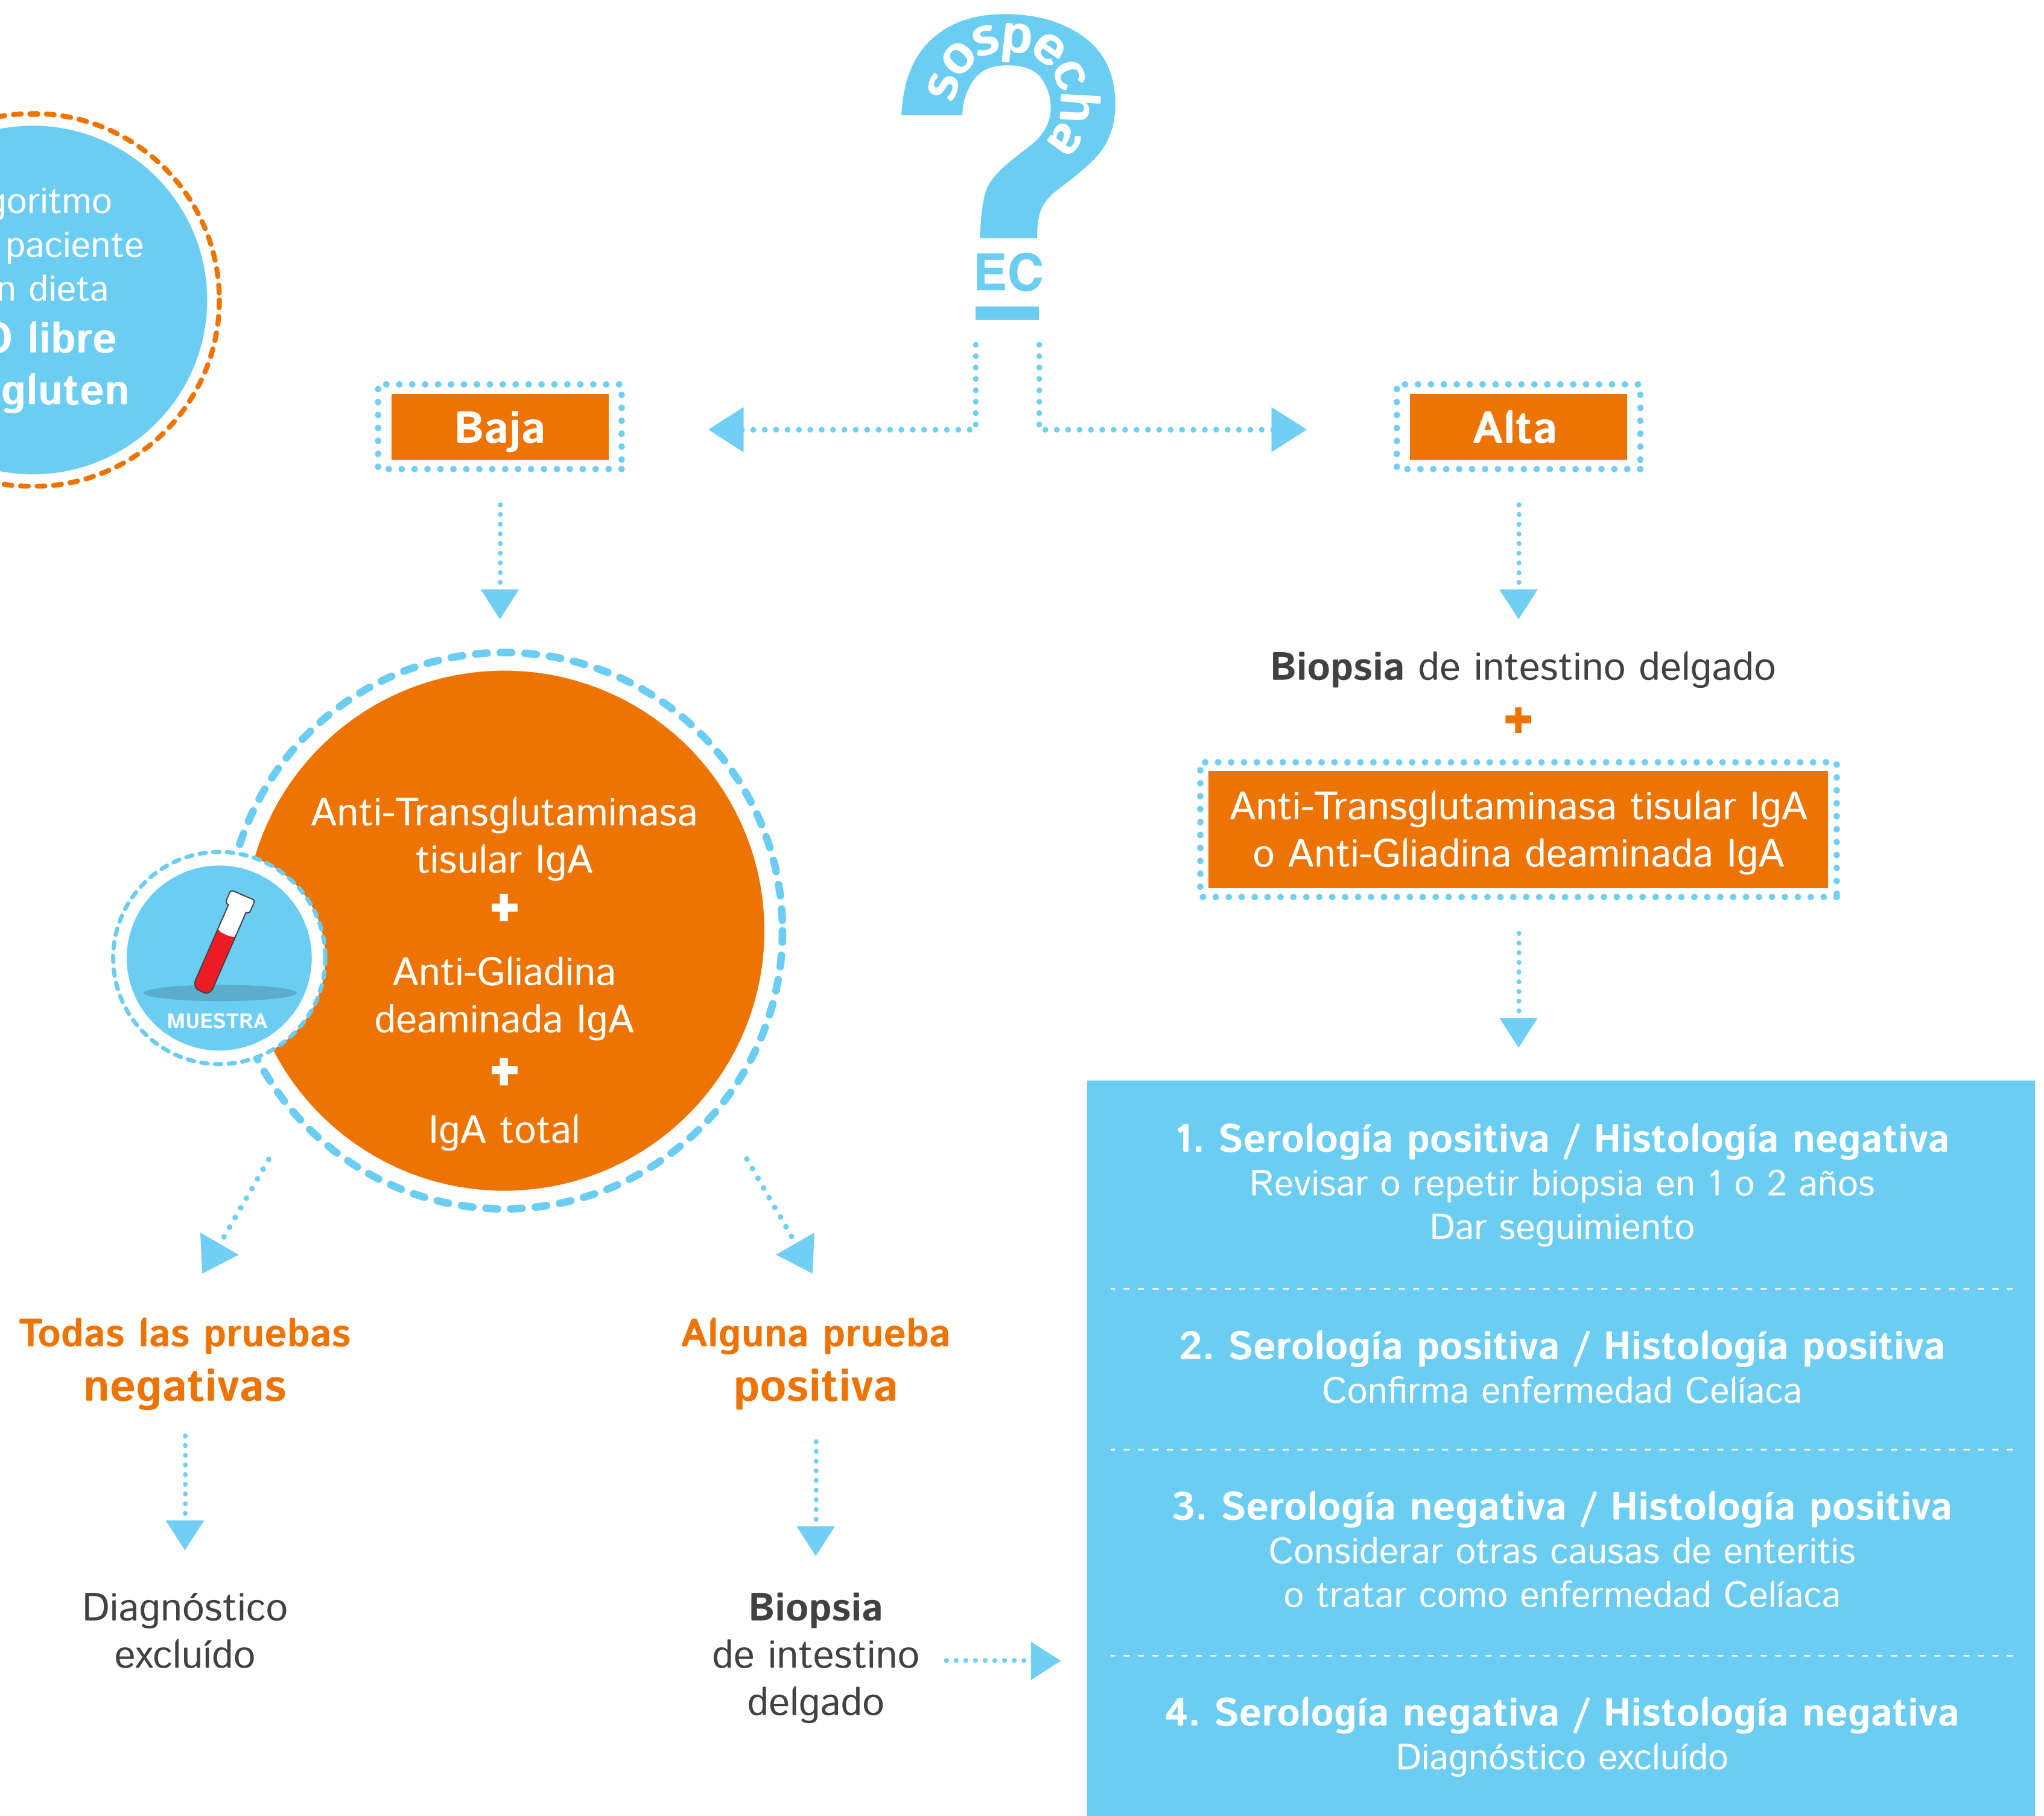 sospecha
EC
goritmo
paciente
n dieta
O libre
gluten
Baja
Alta
Biopsia de intestino delgado
+
Anti-Transglutaminasa tisular IgA
o Anti-Gliadina deaminada IgA
Anti-Transglutaminasa
tisular IgA
+
Anti-Gliadina
deaminada IgA
+
IgA total
MUESTRA
Todas las pruebas
negativas
Alguna prueba
positiva
Diagnóstico
excluído
Biopsia
de intestino
delgado
1. Serología positiva / Histología negativa
Revisar o repetir biopsia en 1 o 2 años
Dar seguimiento
2. Serología positiva / Histología positiva
Confirma enfermedad Celíaca
3. Serología negativa / Histología positiva
Considerar otras causas de enteritis
o tratar como enfermedad Celíaca
4. Serología negativa / Histología negativa
Diagnóstico excluído